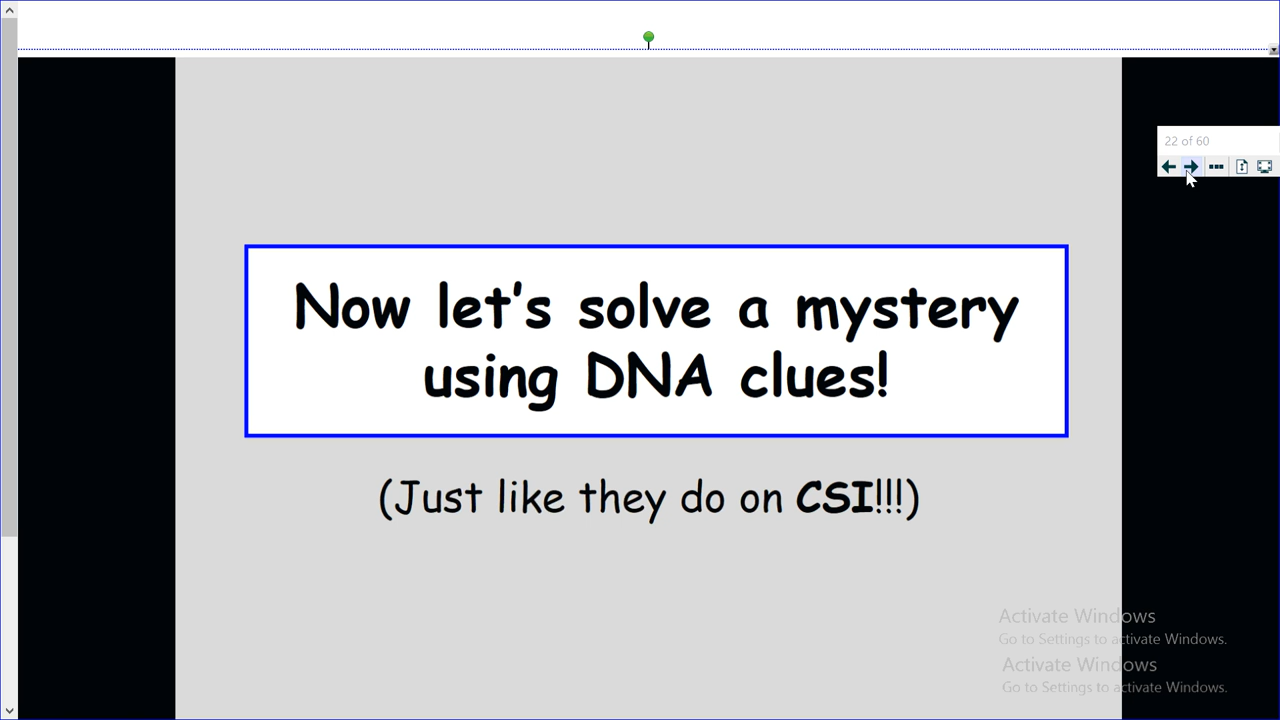 22 of 60
Now let's solve a mystery
using DNA clues!
(Just like they do on CSI!!!)
Activate Windows
Go to Settings to activate Windows.
Activate Windows
Go to Settings to activate Windows.